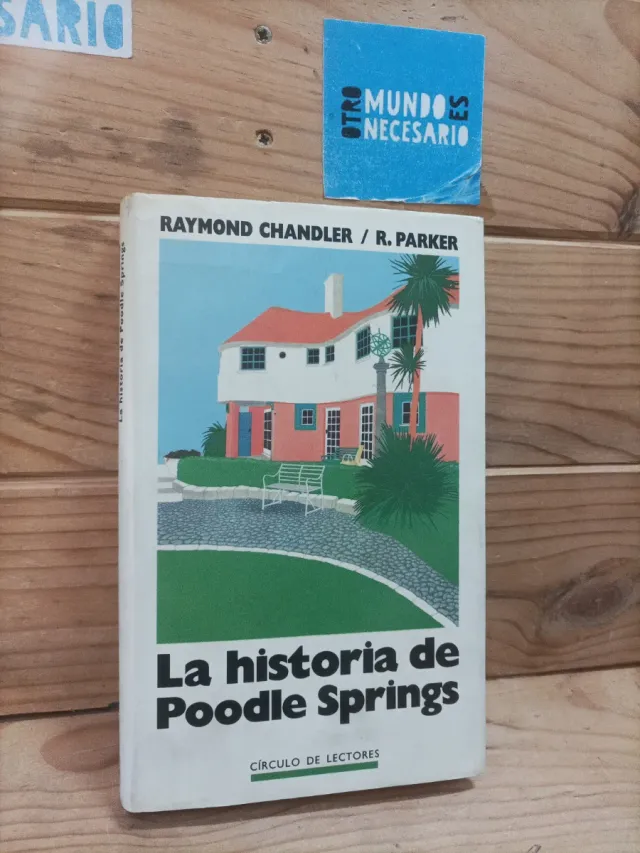 SARIO
OTRO MUNDO ES
NECESARIO
RAYMOND CHANDLER / R. PARKER
La historia de Poodle Springs
La historia de
Poodle Springs
CÍRCULO DE LECTORES